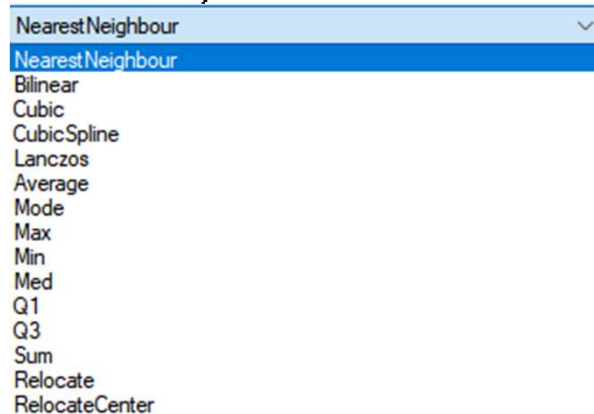 NearestNeighbour
NearestNeighbour
Bilinear
Cubic
CubicSpline
Lanczos
Average
Mode
Max
Min
Med
Q1
Q3
Sum
Relocate
RelocateCenter